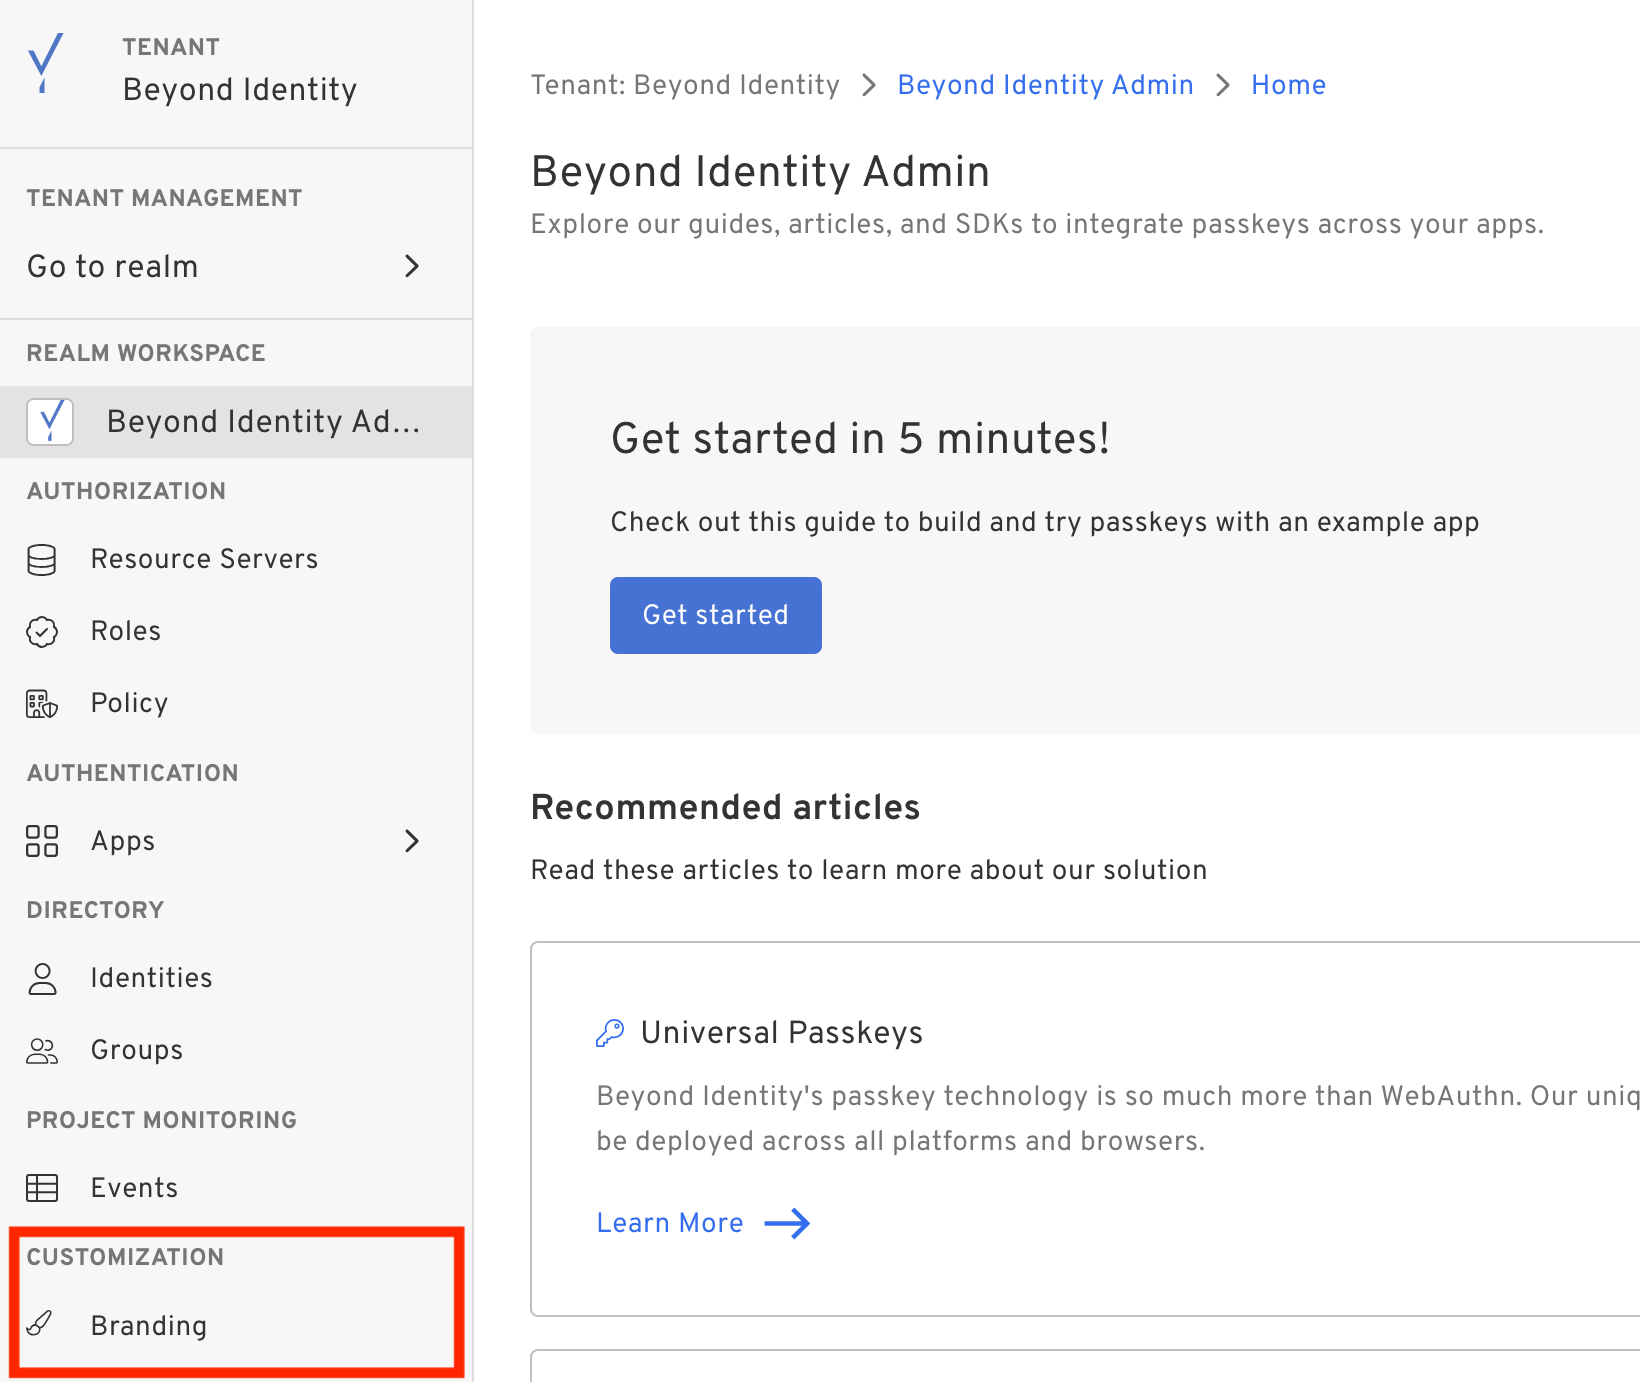 TENANT
Beyond Identity
TENANT MANAGEMENT
Go to realm
REALM WORKSPACE
Beyond Identity Ad...
AUTHORIZATION
Resource Servers
Roles
Policy
AUTHENTICATION
Apps
DIRECTORY
Identities
Groups
PROJECT MONITORING
Events
CUSTOMIZATION
Branding
Tenant: Beyond Identity > Beyond Identity Admin > Home
Beyond Identity Admin
Explore our guides, articles, and SDKs to integrate passkeys across your apps.
Get started in 5 minutes!
Check out this guide to build and try passkeys with an example app
Get started
Recommended articles
Read these articles to learn more about our solution
Universal Passkeys
Beyond Identity's passkey technology is so much more than WebAuthn. Our uniq
be deployed across all platforms and browsers.
Learn More